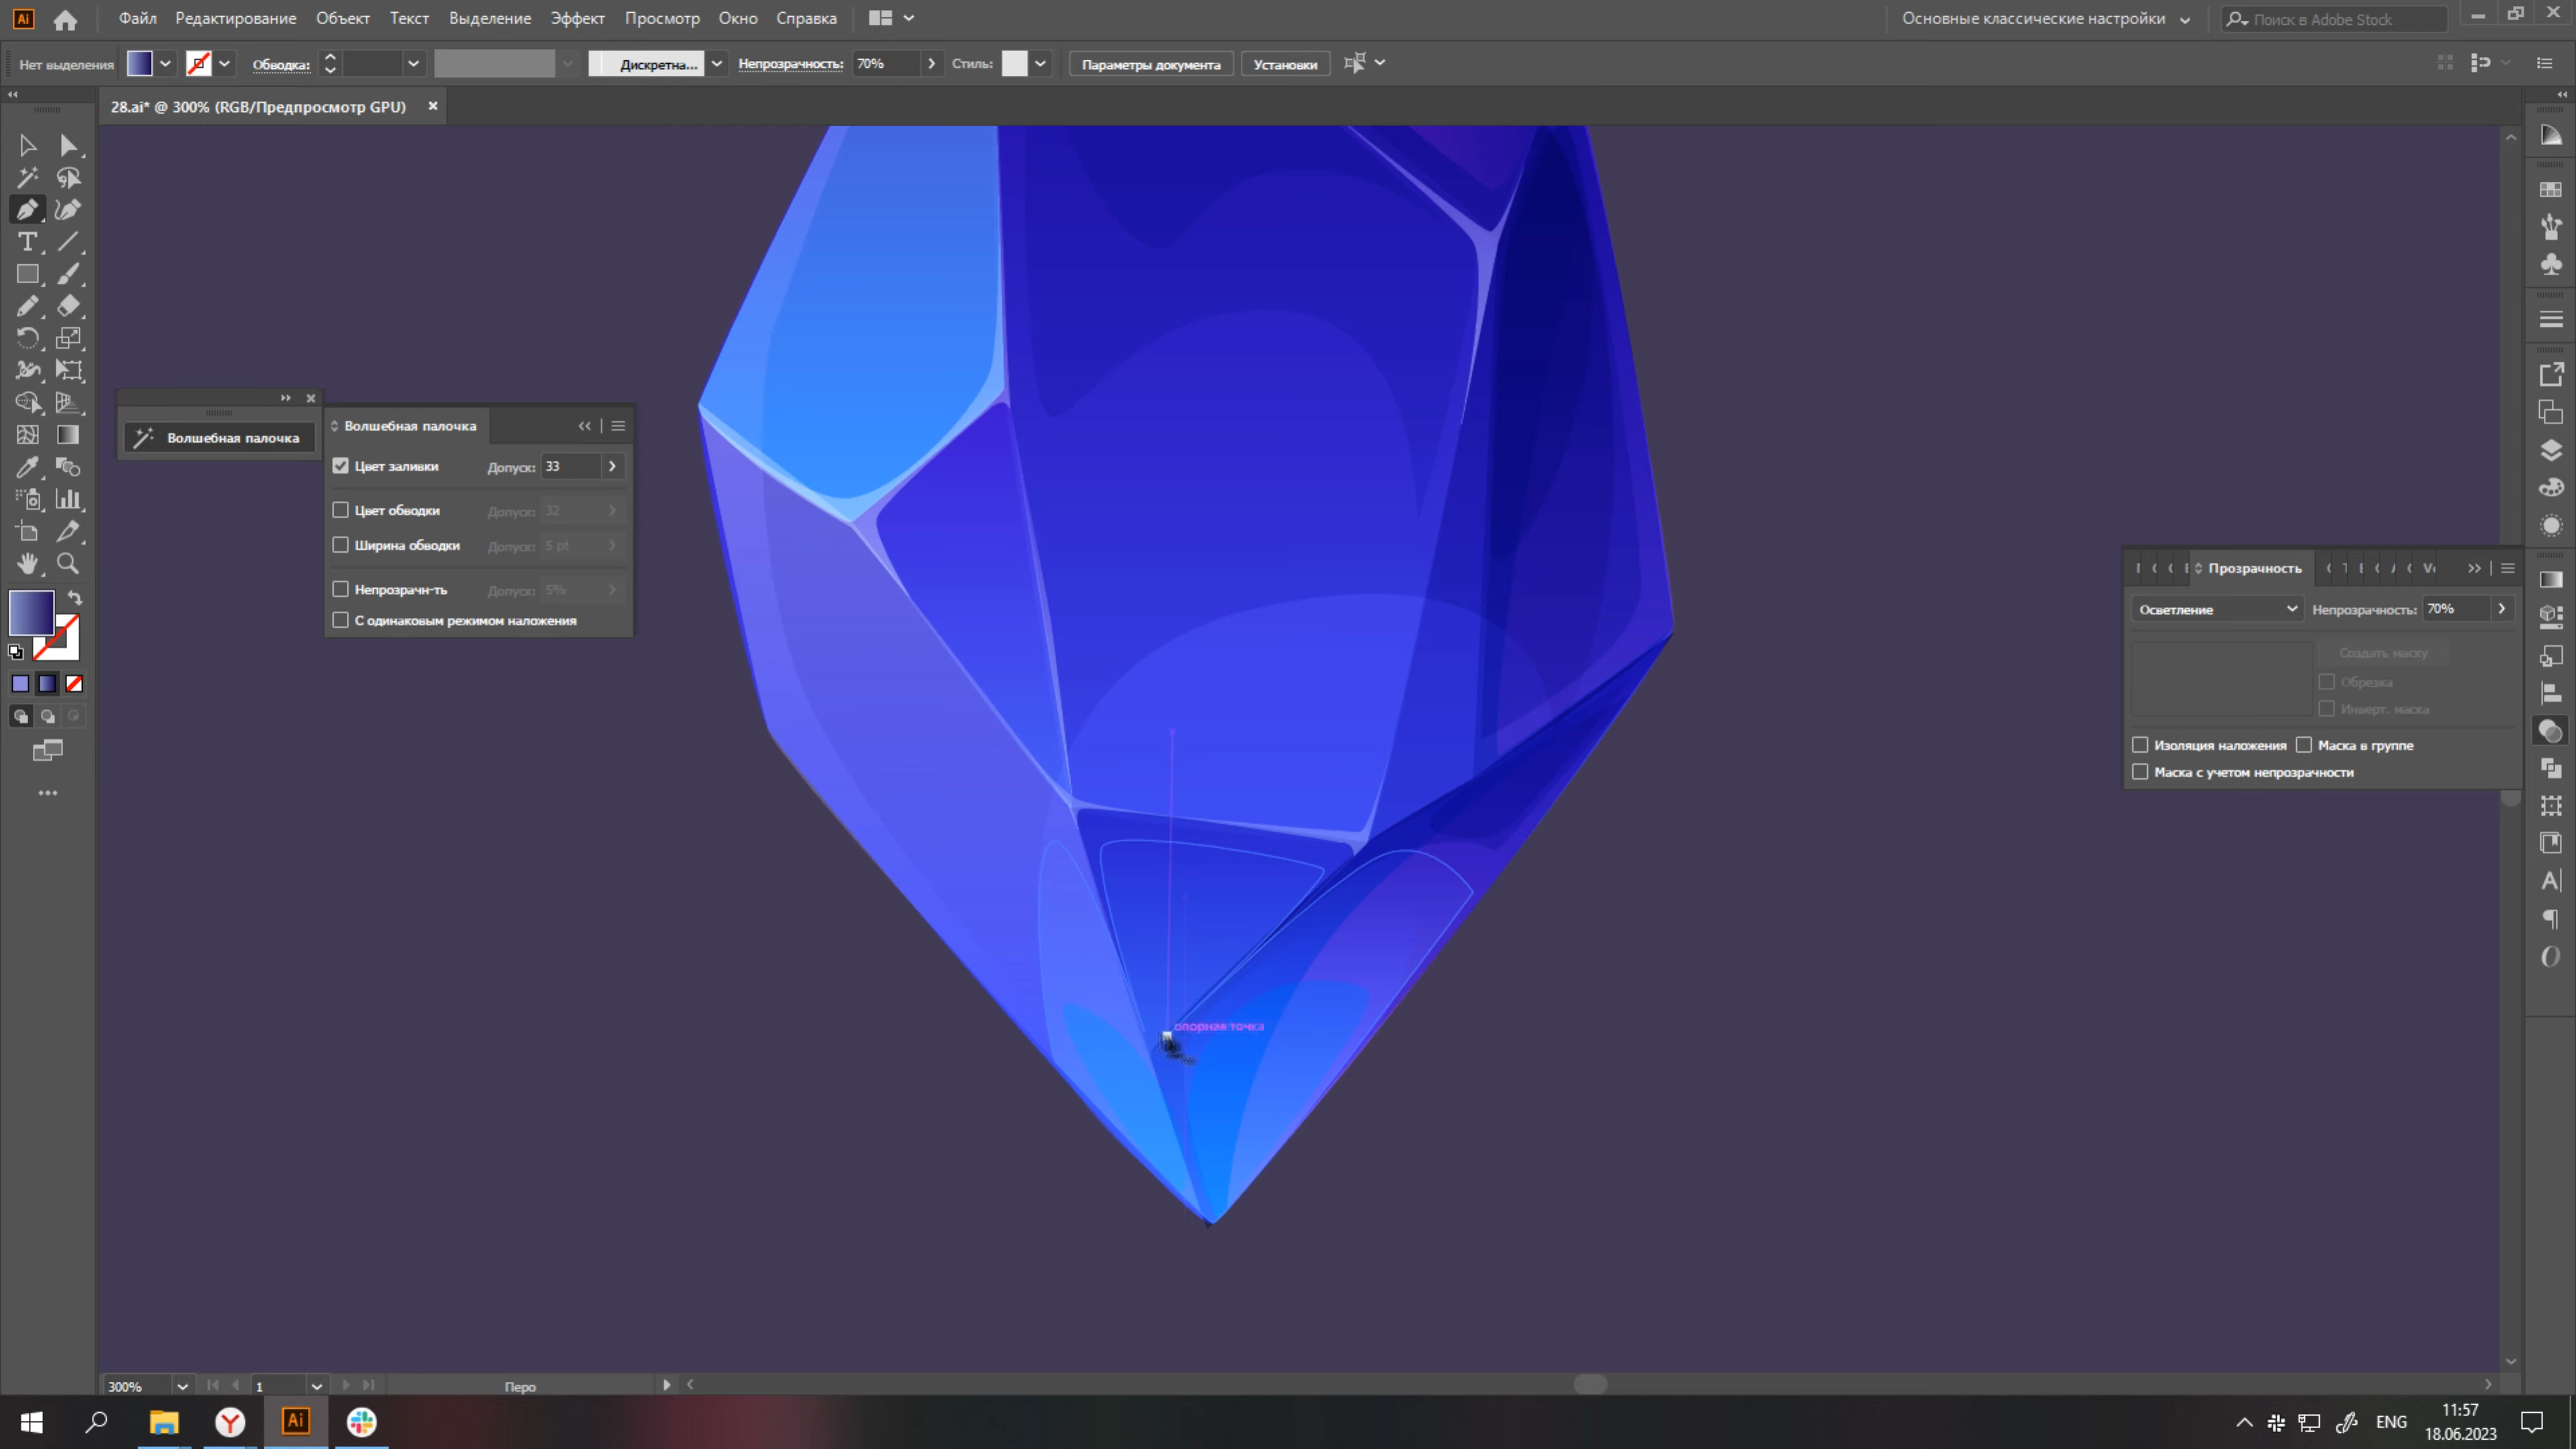 Ai Файл Редактирование Объект Текст Выделение Эффект Просмотр Окно Справка Основные классические настройки Поиск в Adobe Stock
Нет выделения Обводка: Дискретна... Непрозрачность: 70% Стиль: Параметры документа Установки
28.ai* @ 300% (RGB/Предпросмотр GPU)
Волшебная палочка
Волшебная палочка
Цвет заливки Допуск: 33
Цвет обводки Допуск: 32
Ширина обводки Допуск: 5 pt
Непрозрачн-ть Допуск: 5%
С одинаковым режимом наложения
Прозрачность
Осветление Непрозрачность: 70%
Создать маску
Обрезка
Инверт. маска
Изоляция наложения Маска в группе
Маска с учетом непрозрачности
опорная точка
300% 1 Перо
Ai ENG 11:57
18.06.2023